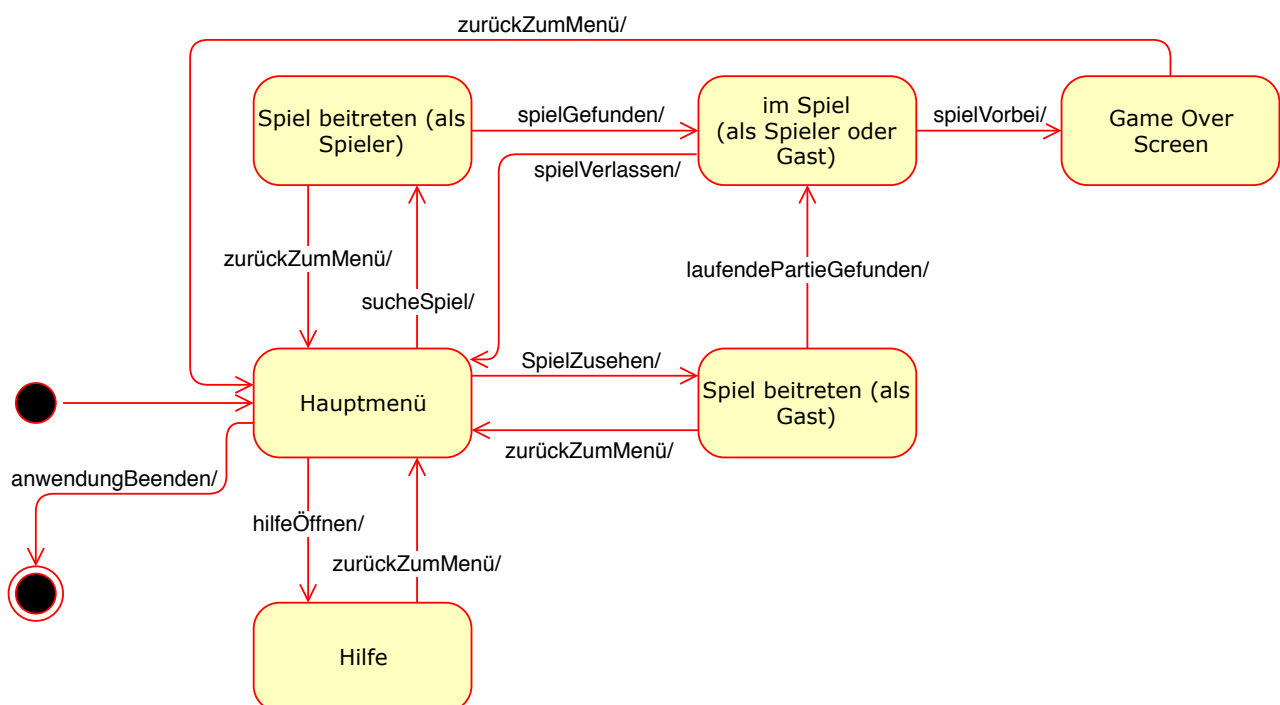 zurückZumMenü/
Spiel beitreten (als
Spieler)
spielGefunden/
im Spiel
(als Spieler oder
Gast)
spielVorbei/
Game Over
Screen
spielVerlassen/
zurückZumMenü/
sucheSpiel/
laufendePartieGefunden/
Hauptmenü
SpielZusehen/
Spiel beitreten (als
Gast)
zurückZumMenü/
anwendungBeenden/
hilfeÖffnen/
zurückZumMenü/
Hilfe